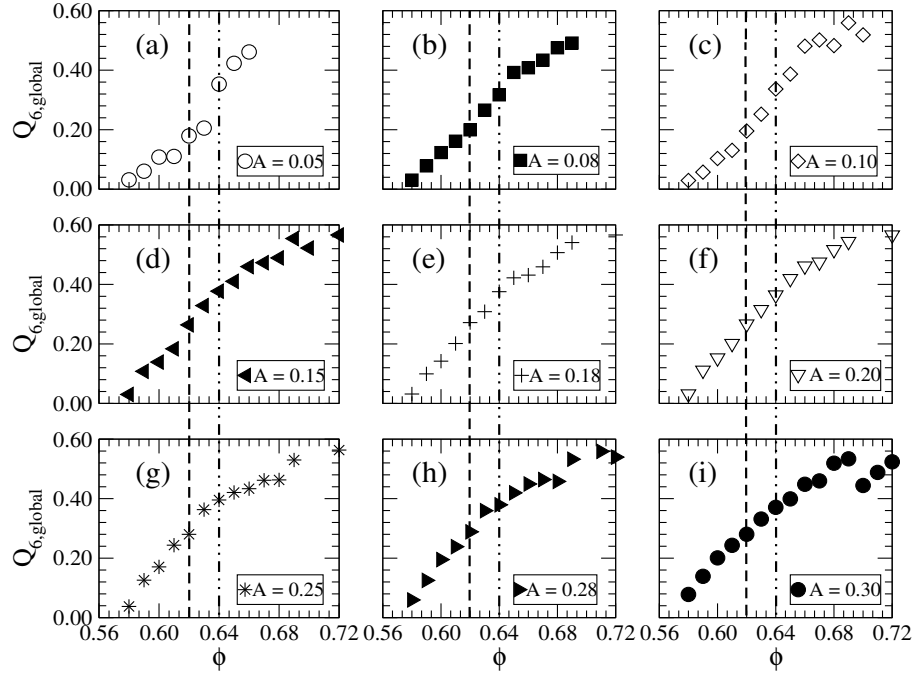 (a) (b) (c)
0.40
0.20
0.00
Q6,global
A = 0.05 A = 0.08 A = 0.10
0.60
(d) (e) (f)
0.40
0.20
0.00
Q6,global
A = 0.15 A = 0.18 A = 0.20
0.60
(g) (h) (i)
0.40
0.20
0.00
Q6,global
A = 0.25 A = 0.28 A = 0.30
0.56 0.60 0.64 0.68 0.72 0.56 0.60 0.64 0.68 0.72 0.56 0.60 0.64 0.68 0.72
ϕ ϕ ϕ